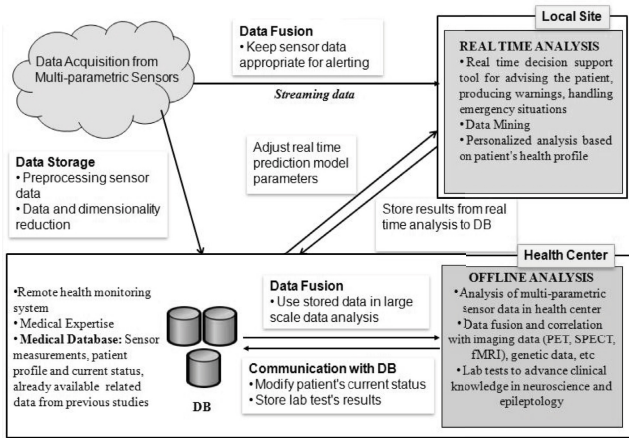 Data Acquisition from
Multi-parametric Sensors
Data Fusion
• Keep sensor data
appropriate for alerting
Streaming data
Local Site
REAL TIME ANALYSIS
• Real time decision support
tool for advising the patient,
producing warnings, handling
emergency situations
• Data Mining
• Personalized analysis based
on patient's health profile
Data Storage
• Preprocessing sensor
data
• Data and dimensionality
reduction
Adjust real time
prediction model
parameters
Store results from real
time analysis to DB
Health Center
•Remote health monitoring
system
• Medical Expertise
• Medical Database: Sensor
measurements, patient
profile and current status,
already available related
data from previous studies
DB
Data Fusion
• Use stored data in large
scale data analysis
Communication with DB
• Modify patient's current status
• Store lab test's results
OFFLINE ANALYSIS
• Analysis of multi-parametric
sensor data in health center
• Data fusion and correlation
with imaging data (PET, SPECT,
fMRI), genetic data, etc
• Lab tests to advance clinical
knowledge in neuroscience and
epileptology